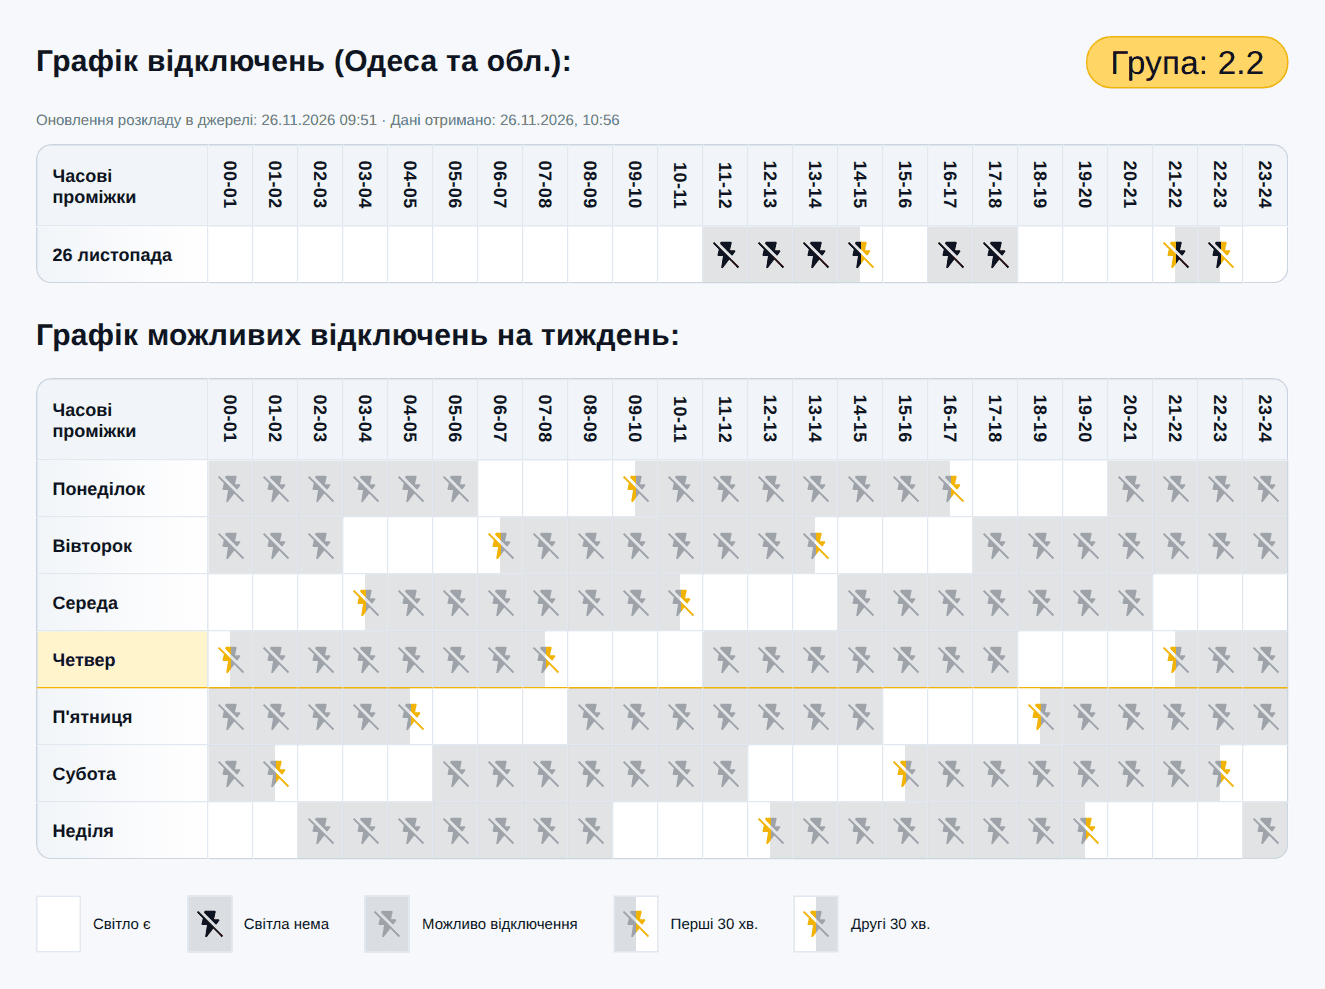 Графік відключень (Одеса та обл.):
Група: 2.2
Оновлення розкладу в джерелі: 26.11.2026 09:51 · Дані отримано: 26.11.2026, 10:56
Часові
проміжки
00-01 01-02 02-03 03-04 04-05 05-06 06-07 07-08 08-09 09-10 10-11 11-12 12-13 13-14 14-15 15-16 16-17 17-18 18-19 19-20 20-21 21-22 22-23 23-24
26 листопада
Графік можливих відключень на тиждень:
Часові
проміжки
00-01 01-02 02-03 03-04 04-05 05-06 06-07 07-08 08-09 09-10 10-11 11-12 12-13 13-14 14-15 15-16 16-17 17-18 18-19 19-20 20-21 21-22 22-23 23-24
Понеділок
Вівторок
Середа
Четвер
П'ятниця
Субота
Неділя
Світло є
Світла нема
Можливо відключення
Перші 30 хв.
Другі 30 хв.